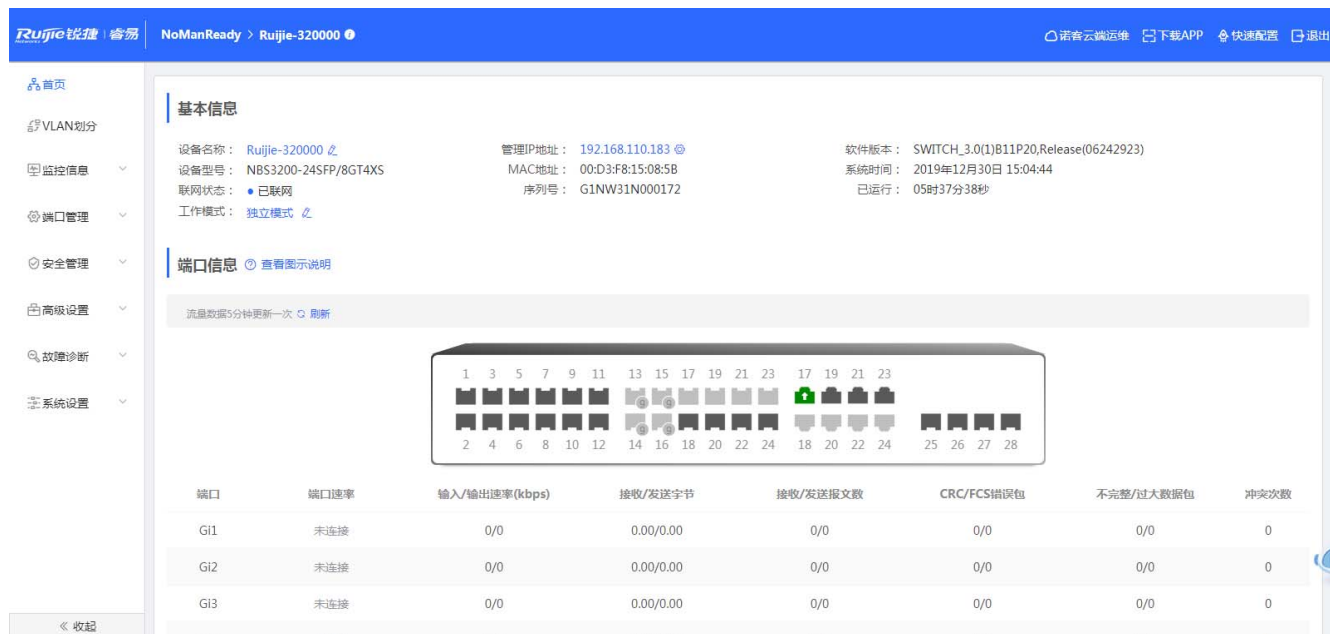 Ruijie锐捷 睿易 NoManReady > Ruijie-320000 诺客云端运维 下载APP 快速配置 退出
Networks
首页
VLAN划分
监控信息
端口管理
安全管理
高级设置
故障诊断
系统设置
« 收起
基本信息
设备名称： Ruijie-320000 管理IP地址： 192.168.110.183 软件版本： SWITCH_3.0(1)B11P20,Release(06242923)
设备型号： NBS3200-24SFP/8GT4XS MAC地址： 00:D3:F8:15:08:5B 系统时间： 2019年12月30日 15:04:44
联网状态： 已联网 序列号： G1NW31N000172 已运行： 05时37分38秒
工作模式： 独立模式
端口信息 查看图示说明
流量数据5分钟更新一次 刷新
1 3 5 7 9 11 13 15 17 19 21 23 17 19 21 23
2 4 6 8 10 12 14 16 18 20 22 24 18 20 22 24 25 26 27 28
端口 端口速率 输入/输出速率(kbps) 接收/发送字节 接收/发送报文数 CRC/FCS错误包 不完整/过大数据包 冲突次数
Gi1 未连接 0/0 0.00/0.00 0/0 0/0 0/0 0
Gi2 未连接 0/0 0.00/0.00 0/0 0/0 0/0 0
Gi3 未连接 0/0 0.00/0.00 0/0 0/0 0/0 0